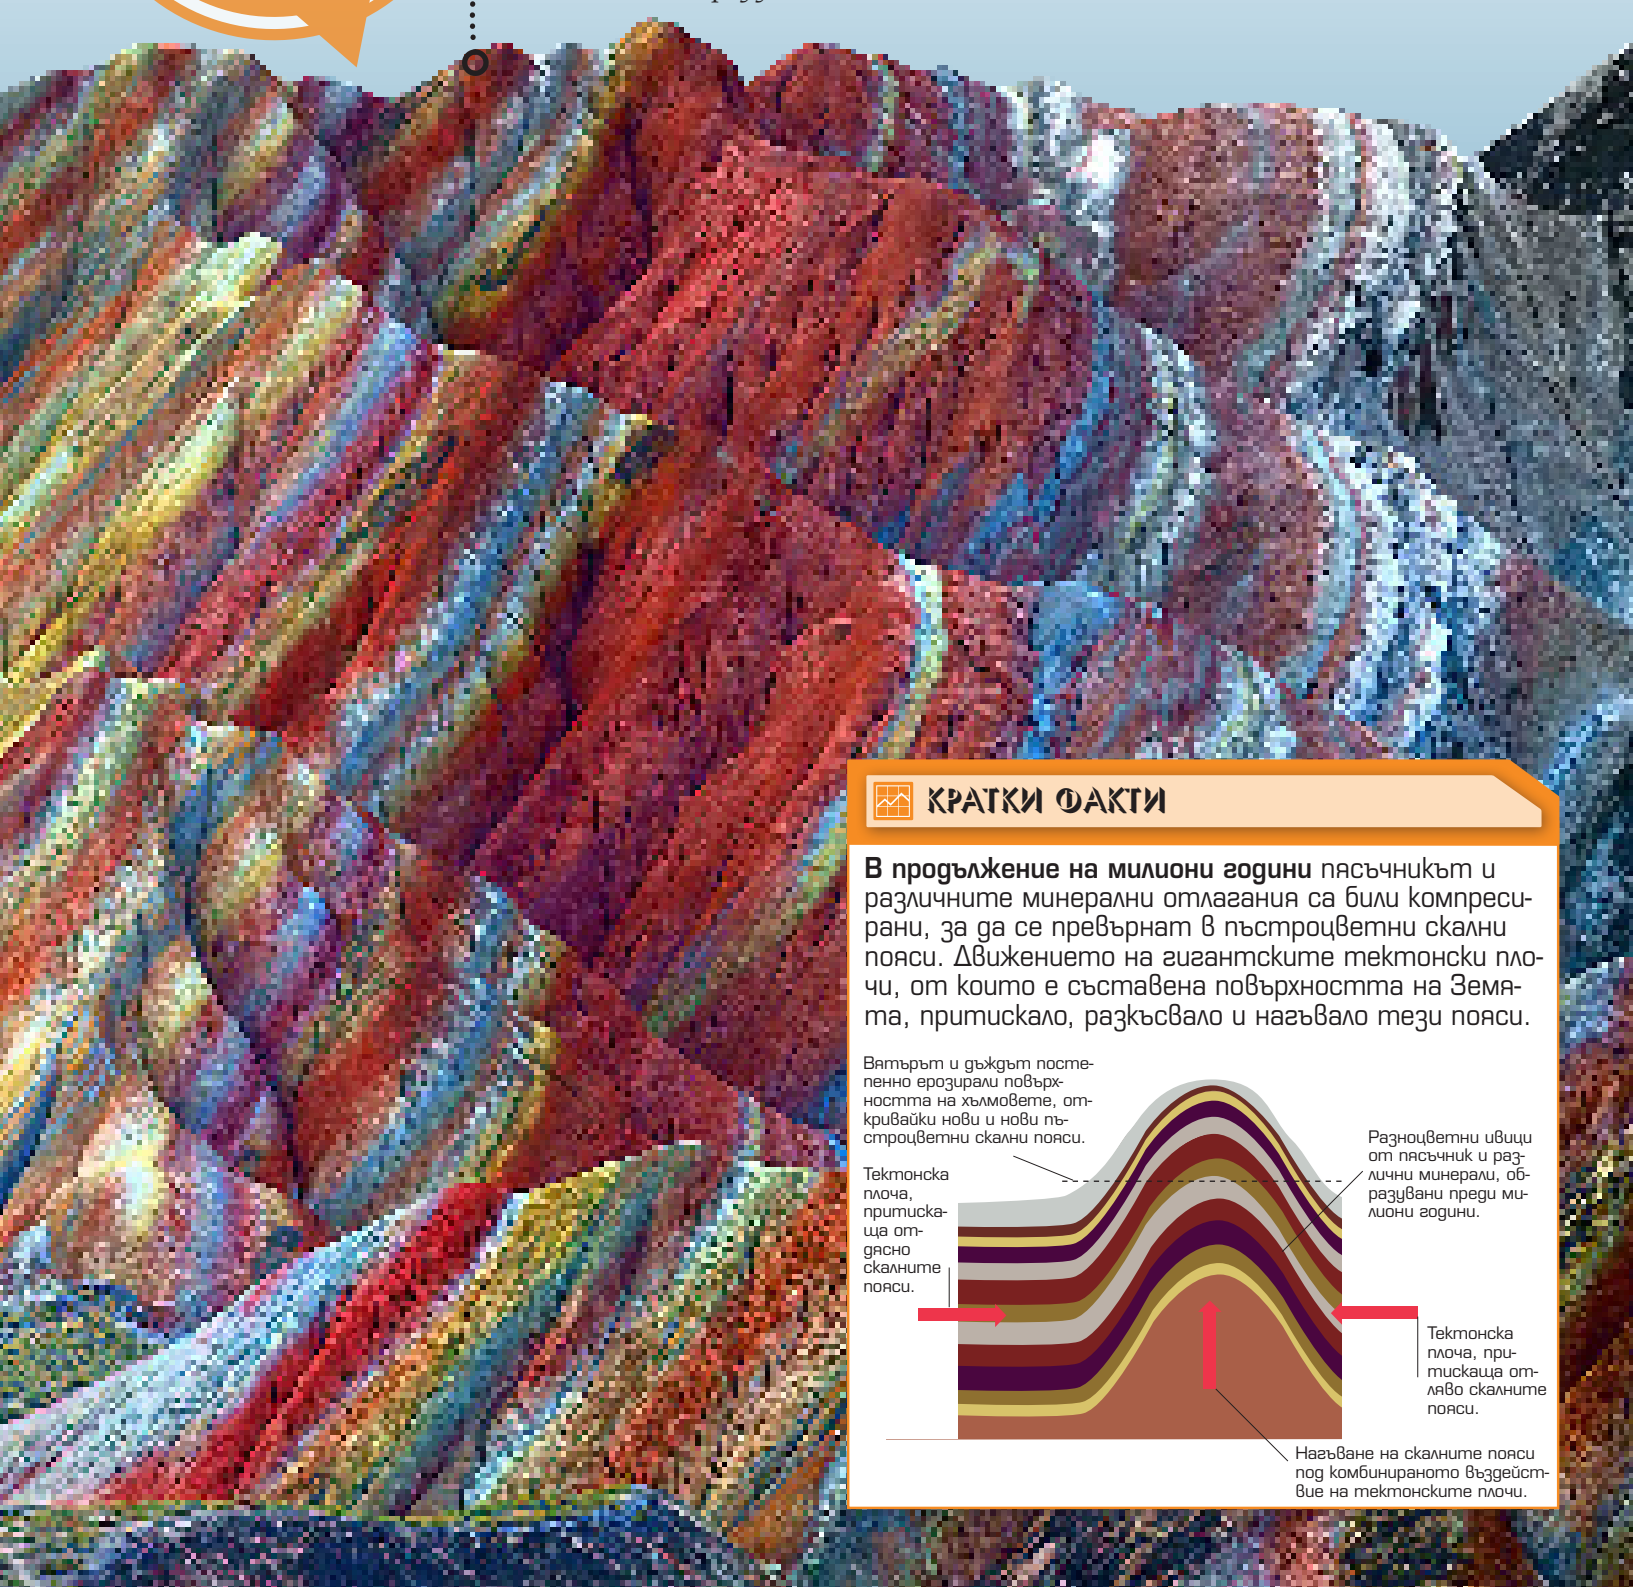 КРАТКИ ФАКТИ
В продължение на милиони години пясъчникът и
различните минерални отлагания са били компреси-
рани, за да се превърнат в пъстроцветни скални
пояси. Движението на гигантските тектонски пло-
чи, от които е съставена повърхността на Земя-
та, притискало, разкъсвало и нагъвало тези пояси.
Вятърът и дъждът посте-
пенно ерозирали повърх-
ността на хълмовете, от-
кривайки нови и нови пъ-
строцветни скални пояси.
Тектонска
плоча,
притиска-
ща от-
дясно
скалните
пояси.
Разноцветни ивици
от пясъчник и раз-
лични минерали, об-
разувани преди ми-
лиони години.
Тектонска
плоча, при-
тискаща от-
ляво скалните
пояси.
Нагъване на скалните пояси
под комбинираното въздейст-
вие на тектонските плочи.